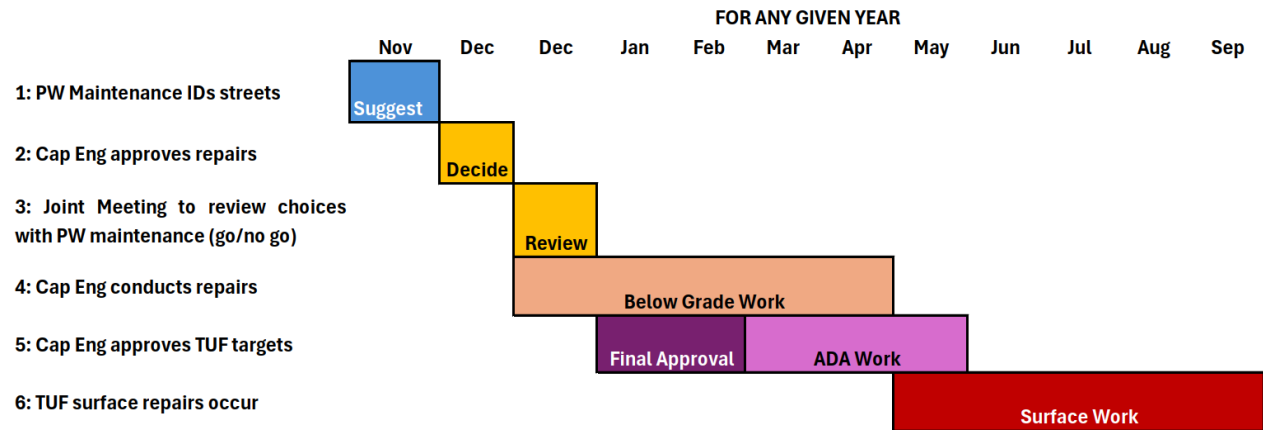 FOR ANY GIVEN YEAR
Nov Dec Dec Jan Feb Mar Apr May Jun Jul Aug Sep
1: PW Maintenance IDs streets
Suggest
2: Cap Eng approves repairs
Decide
3: Joint Meeting to review choices
with PW maintenance (go/no go)
Review
4: Cap Eng conducts repairs
Below Grade Work
5: Cap Eng approves TUF targets
Final Approval ADA Work
6: TUF surface repairs occur
Surface Work